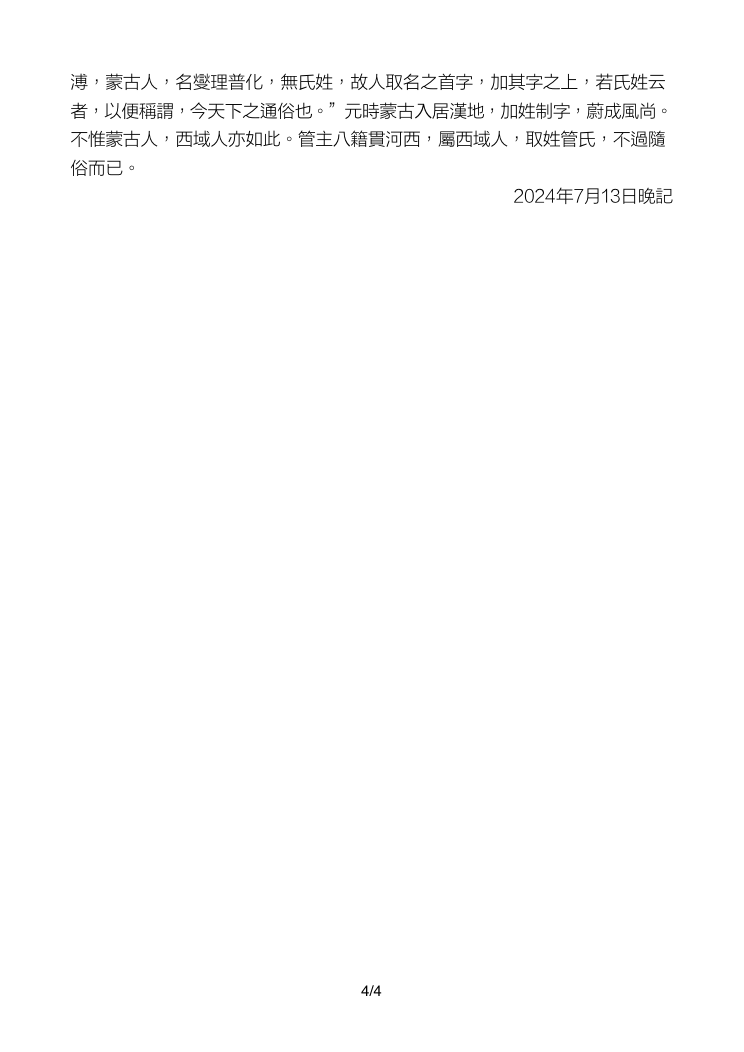 溥，蒙古人，名燮理普化，無氏姓，故人取名之首字，加其字之上，若氏姓云
者，以便稱謂，今天下之通俗也。”元時蒙古入居漢地，加姓制字，蔚成風尚。
不惟蒙古人，西域人亦如此。管主八籍貫河西，屬西域人，取姓管氏，不過隨
俗而已。
2024年7月13日晚記
4/4